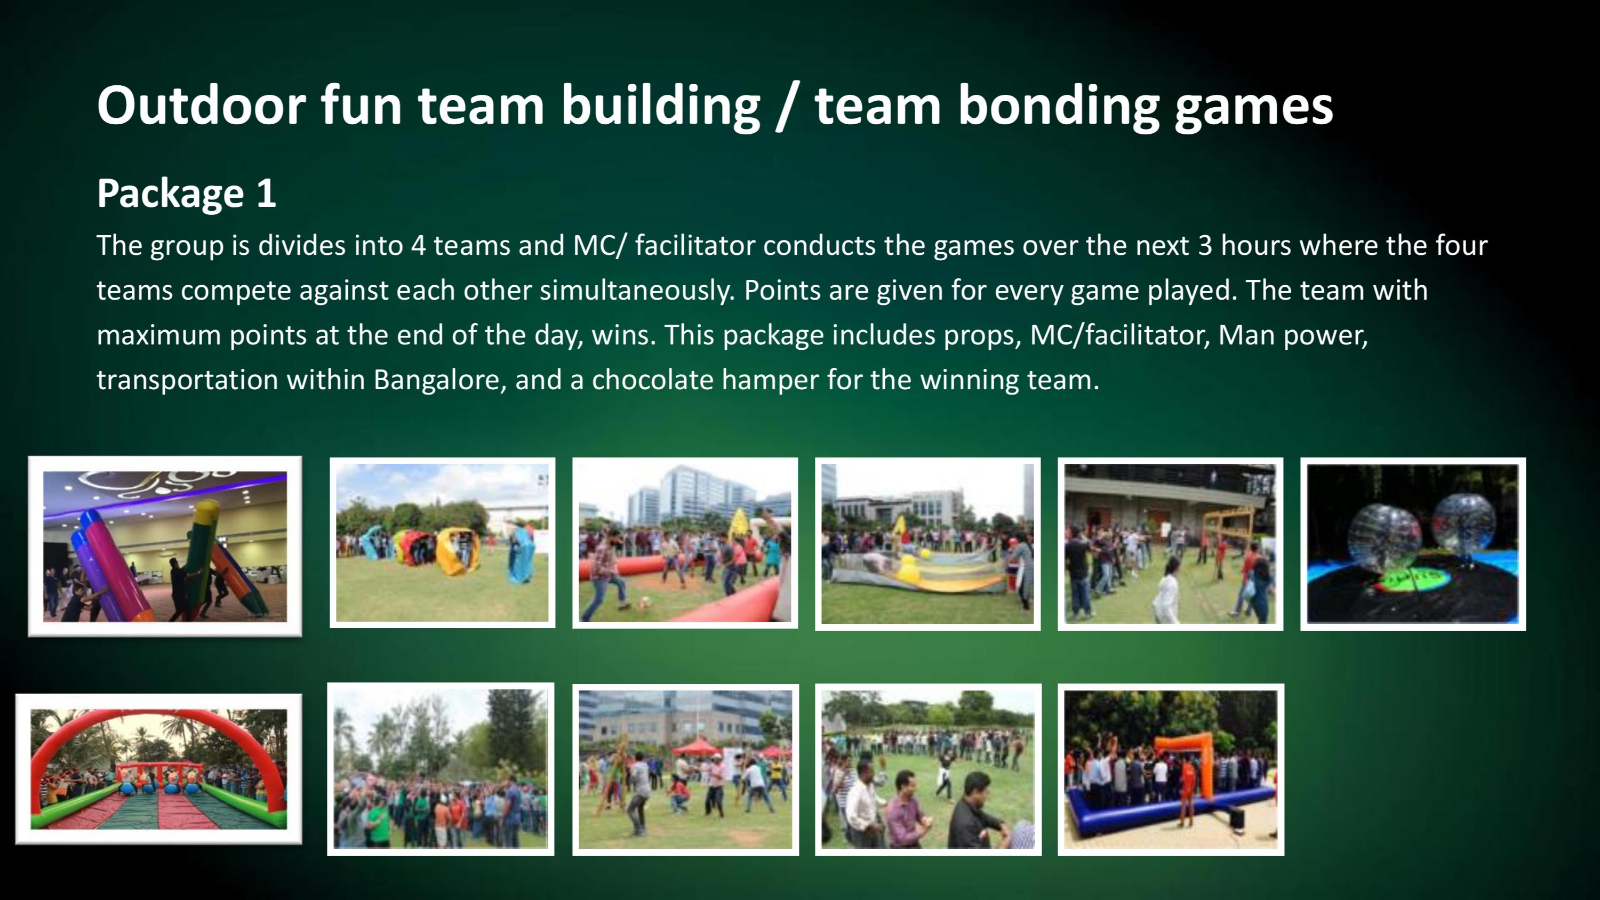 Outdoor fun team building / team bonding games
Package 1
The group is divides into 4 teams and MC/ facilitator conducts the games over the next 3 hours where the four
teams compete against each other simultaneously. Points are given for every game played. The team with
maximum points at the end of the day, wins. This package includes props, MC/facilitator, Man power,
transportation within Bangalore, and a chocolate hamper for the winning team.